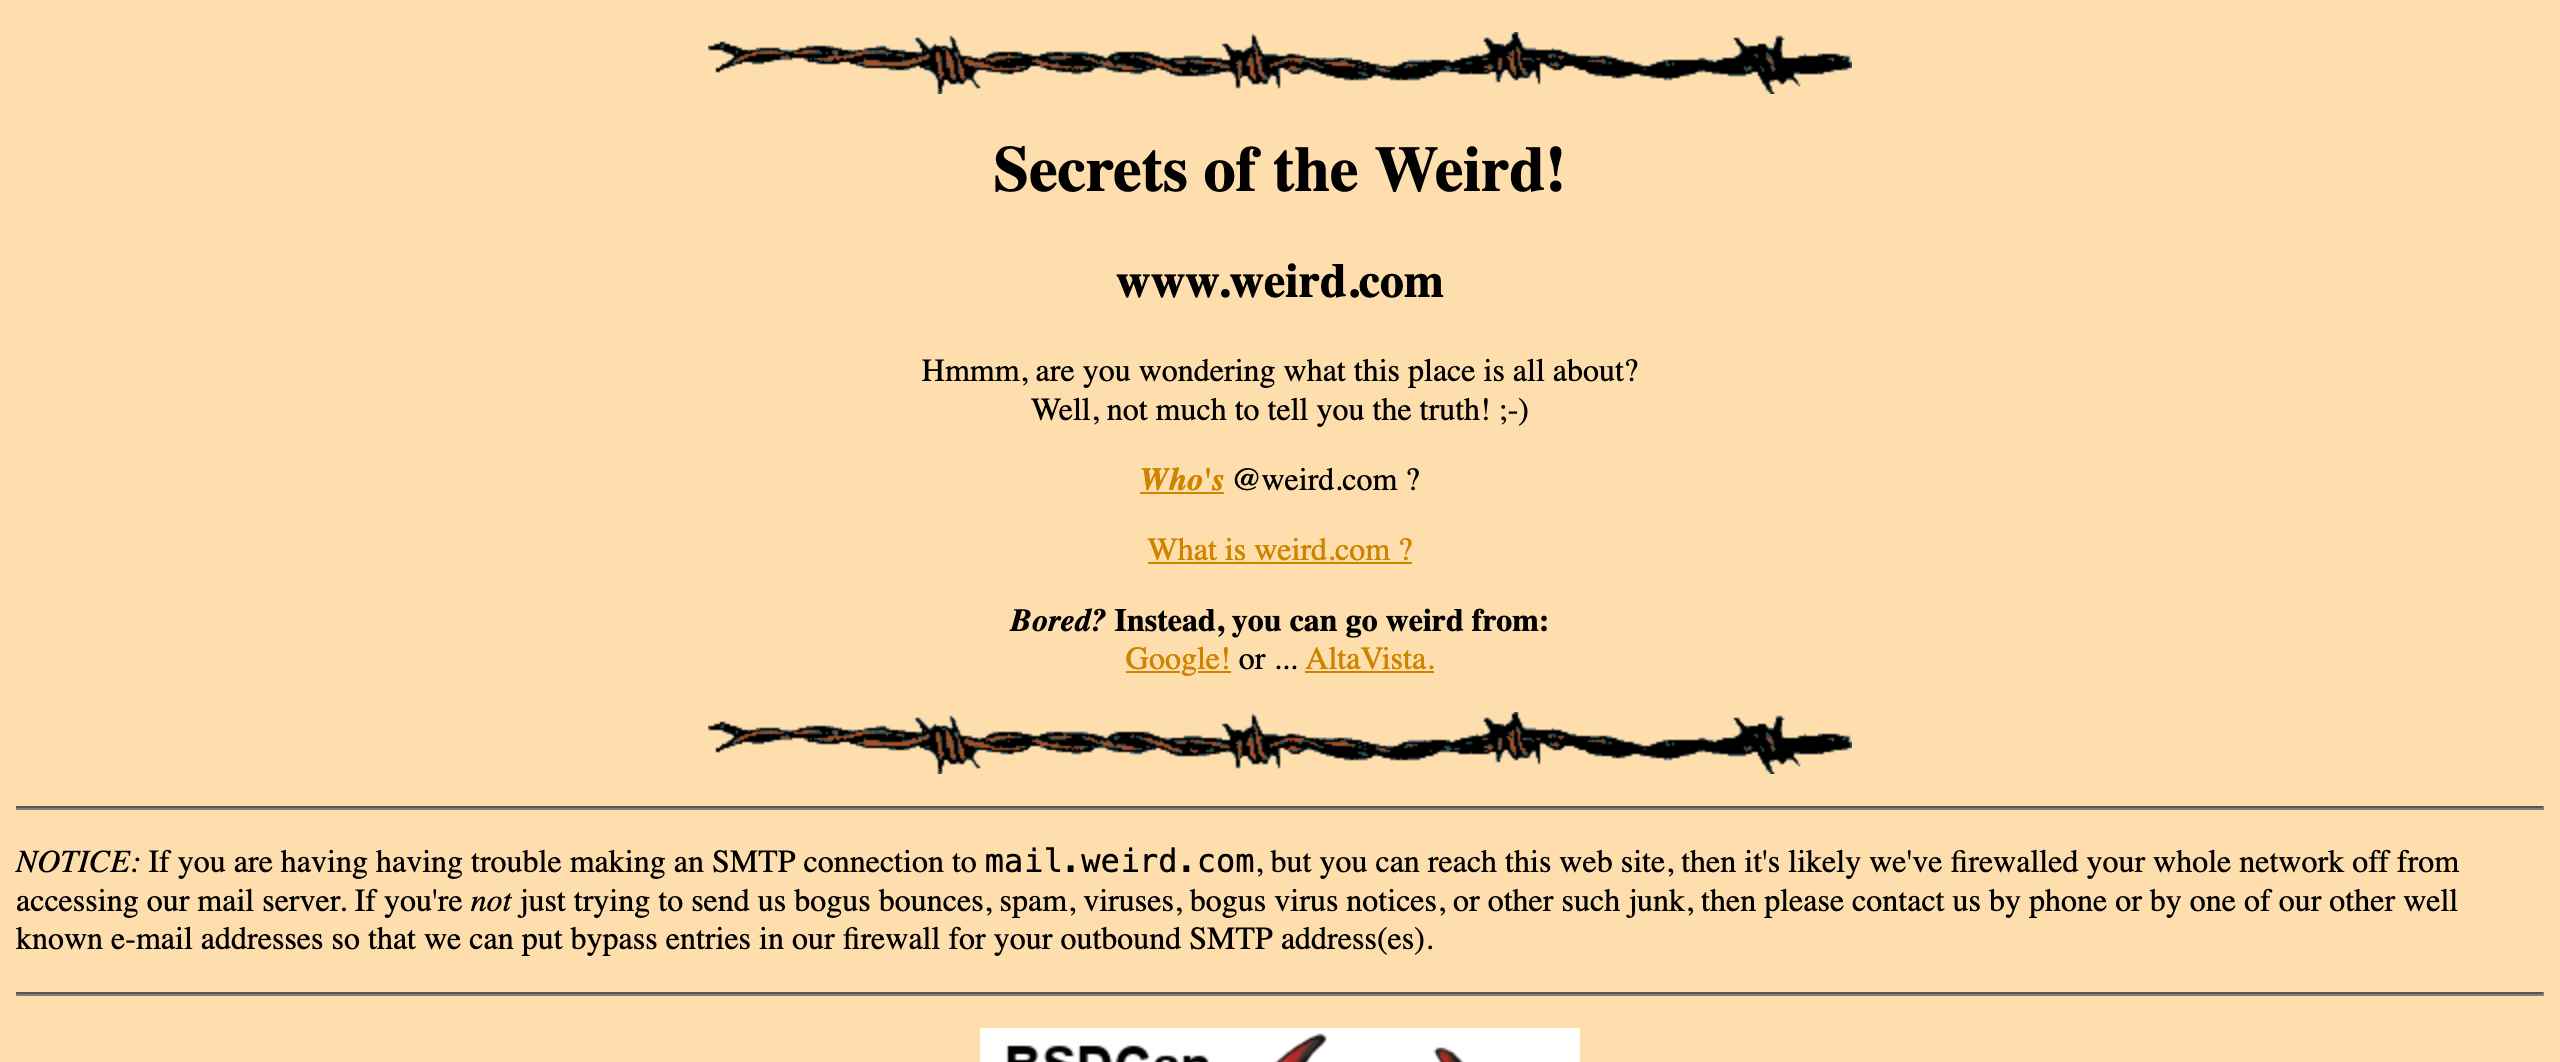 Secrets of the Weird!
www.weird.com
Hmmm, are you wondering what this place is all about?
Well, not much to tell you the truth! ;-)
Who's @weird.com ?
What is weird.com ?
Bored? Instead, you can go weird from:
Google! or ... AltaVista.
NOTICE: If you are having having trouble making an SMTP connection to mail.weird.com, but you can reach this web site, then it's likely we've firewalled your whole network off from
accessing our mail server. If you're not just trying to send us bogus bounces, spam, viruses, bogus virus notices, or other such junk, then please contact us by phone or by one of our other well
known e-mail addresses so that we can put bypass entries in our firewall for your outbound SMTP address(es).
BSDCan